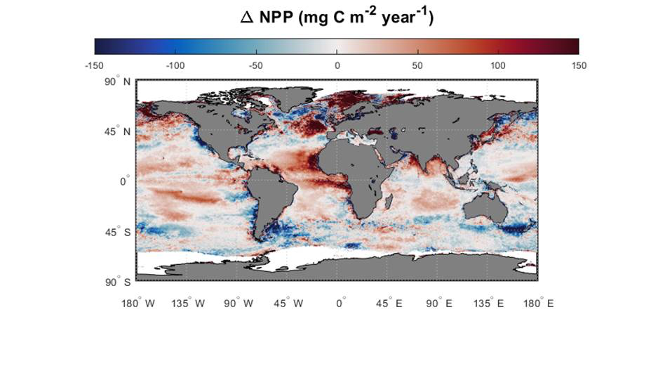 Δ NPP (mg C m⁻² year⁻¹)
-150 -100 -50 0 50 100 150
90° N
45° N
0°
45° S
90° S
180° W 135° W 90° W 45° W 0° 45° E 90° E 135° E 180° E